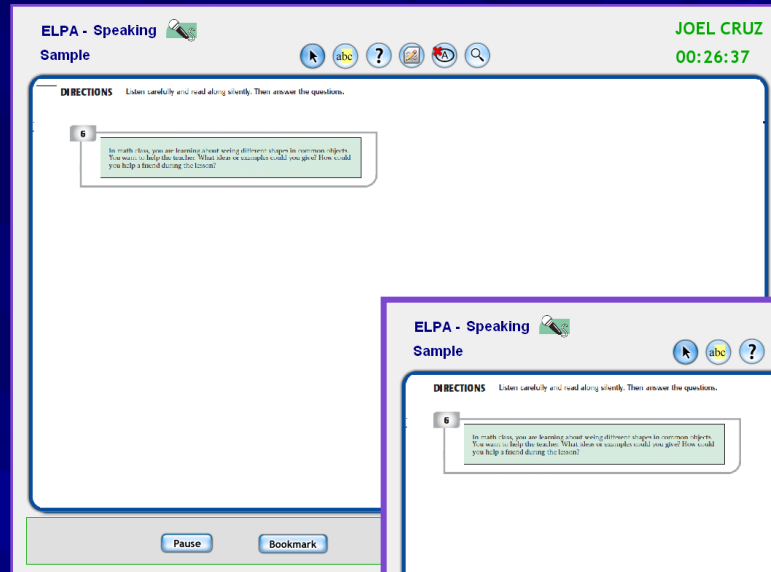 ELPA - Speaking
Sample
abc
?
A
JOEL CRUZ
00:26:37
DIRECTIONS Listen carefully and read along silently. Then answer the questions.
6
In math class, you are learning about seeing different shapes in common objects.
You want to help the teacher. What ideas or examples could you give? How could
you help a friend during the lesson?
Pause
Bookmark
ELPA - Speaking
Sample
abc
?
DIRECTIONS Listen carefully and read along silently. Then answer the questions.
6
In math class, you are learning about seeing different shapes in common objects.
You want to help the teacher. What ideas or examples could you give? How could
you help a friend during the lesson?